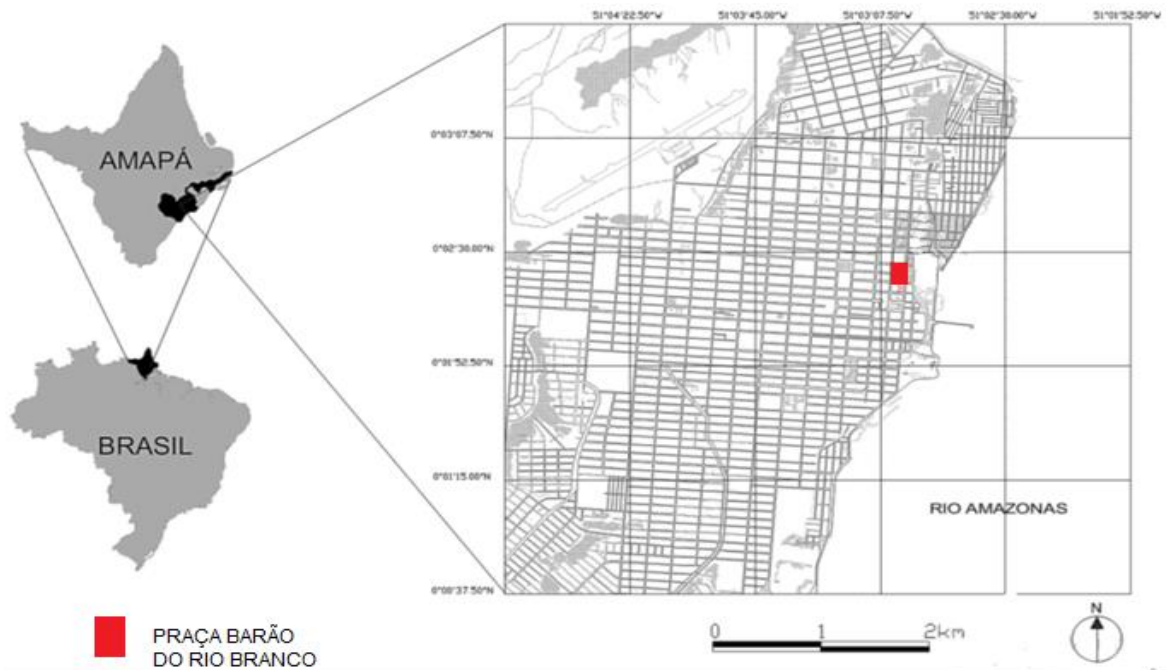 51°04'22.50"W
51°03'45.00"W
51°03'07.50"W
51°02'30.00"W
51°01'52.50"W
0°03'07.50"N
0°02'30.00"N
0°01'52.50"N
0°01'15.00"N
0°00'37.50"N
AMAPÁ
BRASIL
RIO AMAZONAS
PRAÇA BARÃO
DO RIO BRANCO
0 1 2km
N